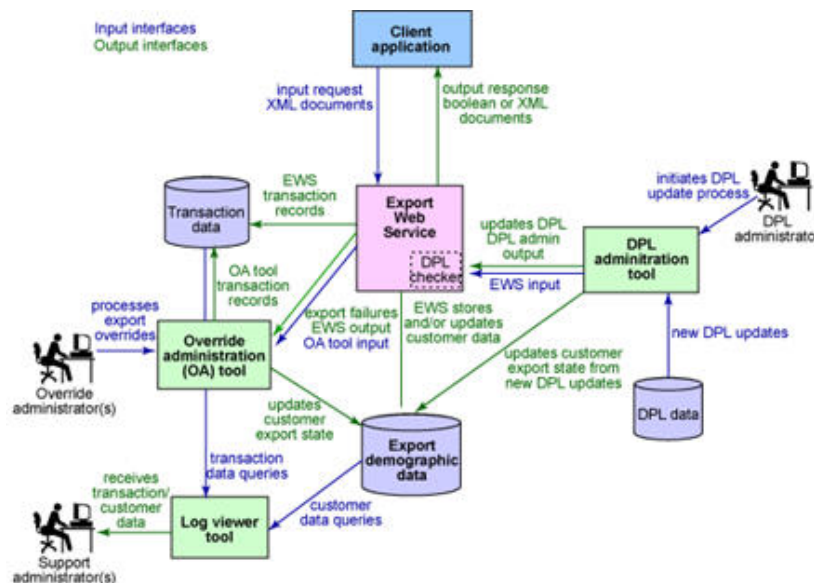 Input interfaces
Output interfaces
Client
application
input request
XML documents
output response
boolean or XML
documents
Transaction
data
EWS
transaction
records
Export
Web
Service
DPL
checker
updates DPL
DPL admin
output
EWS input
initiates DPL
update process
DPL
administrato
DPL
adminitration
tool
OA tool
transaction
records
processes
export
overrides
Override
administrator(s)
Override
administration
(OA) tool
export failures
EWS output
OA tool input
EWS stores
and/or updates
customer data
new DPL updates
updates customer
export state from
new DPL updates
DPL data
updates
customer
export state
Export
demographic
data
transaction
data queries
customer
data queries
receives
transaction/
customer
data
Log viewer
tool
Support
administrator(s)